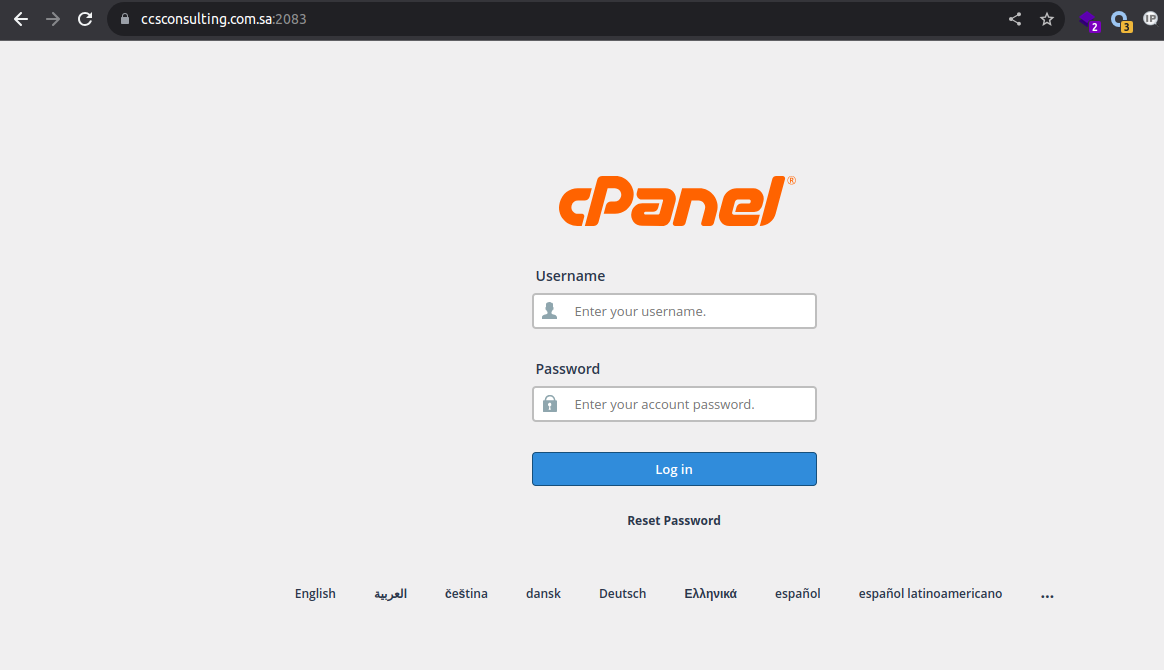 ccsconsulting.com.sa:2083
2
3
IP
cPanel®
Username
Enter your username.
Password
Enter your account password.
Log in
Reset Password
English العربية čeština dansk Deutsch Ελληνικά español español latinoamericano ...